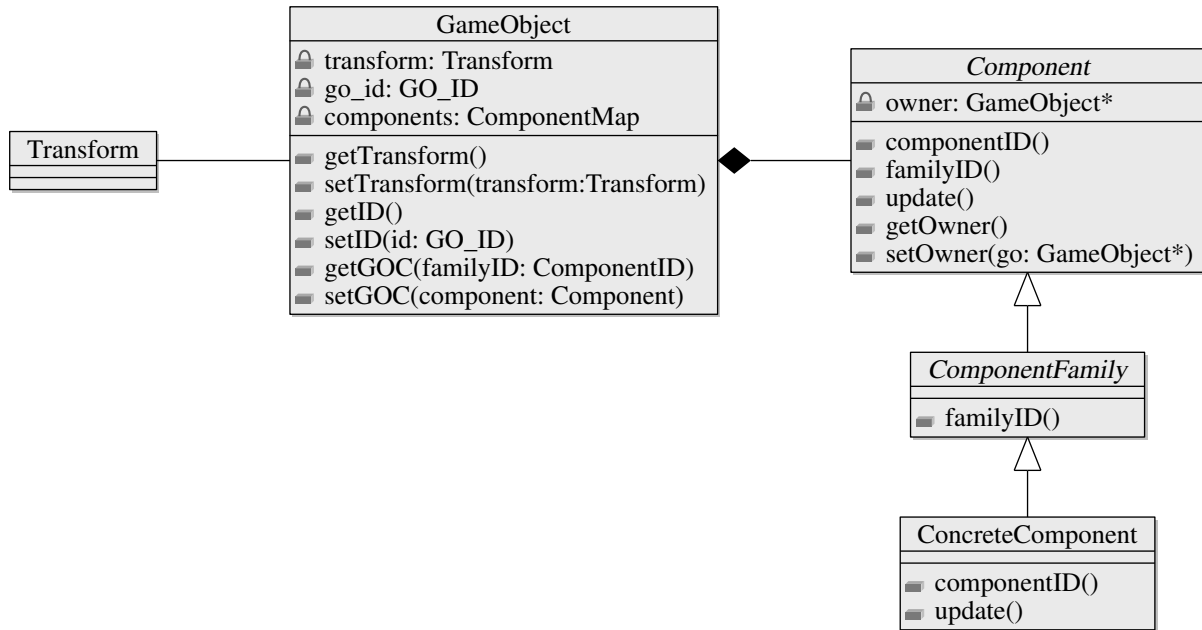 GameObject
transform: Transform
go_id: GO_ID
components: ComponentMap
getTransform()
setTransform(transform:Transform)
getID()
setID(id: GO_ID)
getGOC(familyID: ComponentID)
setGOC(component: Component)
Transform
Component
owner: GameObject*
componentID()
familyID()
update()
getOwner()
setOwner(go: GameObject*)
ComponentFamily
familyID()
ConcreteComponent
componentID()
update()